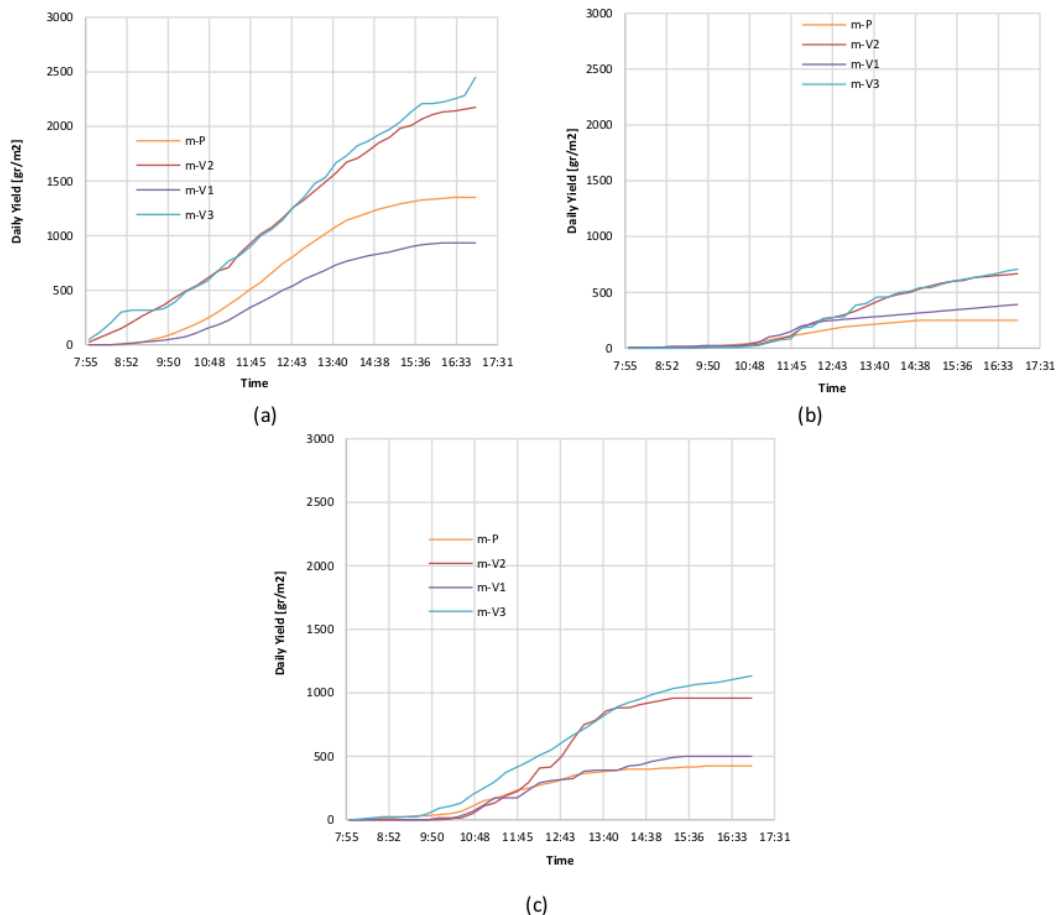 3000
2500
2000
1500
1000
500
0
Daily Yield [gr/m2]
m-P
m-V2
m-V1
m-V3
7:55 8:52 9:50 10:48 11:45 12:43 13:40 14:38 15:36 16:33 17:31
Time
(a)
3000
2500
2000
1500
1000
500
0
Daily Yield [gr/m2]
m-P
m-V2
m-V1
m-V3
7:55 8:52 9:50 10:48 11:45 12:43 13:40 14:38 15:36 16:33 17:31
Time
(b)
3000
2500
2000
1500
1000
500
0
Daily Yield [gr/m2]
m-P
m-V2
m-V1
m-V3
7:55 8:52 9:50 10:48 11:45 12:43 13:40 14:38 15:36 16:33 17:31
Time
(c)